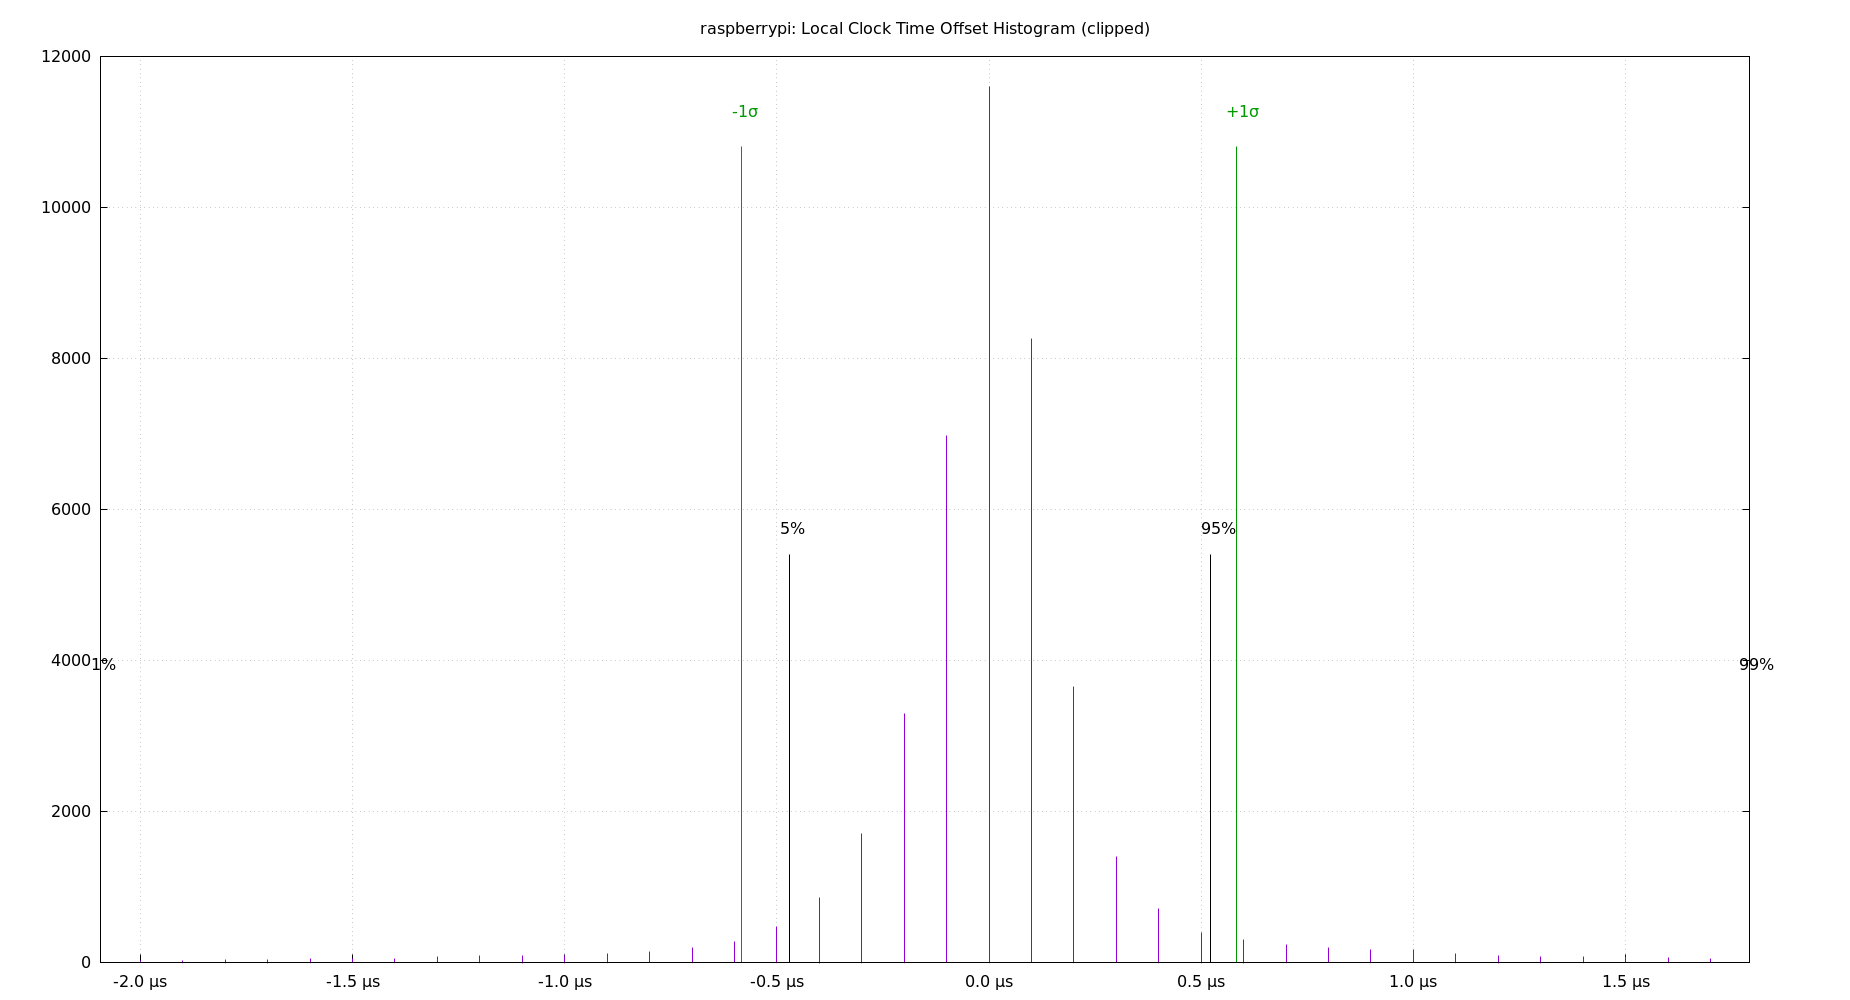 raspberrypi: Local Clock Time Offset Histogram (clipped)
12000
-1σ
+1σ
10000
8000
6000
5%
95%
4000
1%
99%
2000
0
-2.0 µs
-1.5 µs
-1.0 µs
-0.5 µs
0.0 µs
0.5 µs
1.0 µs
1.5 µs